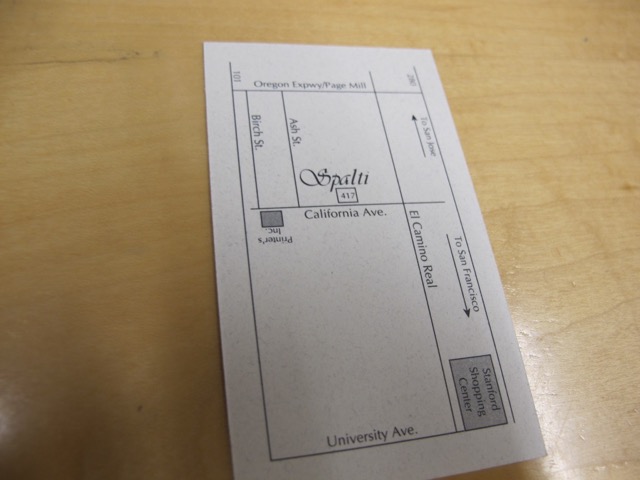 101
Oregon Expwy/Page Mill
280
Birch St.
Ash St.
To San Jose
Spalti
417
California Ave.
Printer's
Inc.
El Camino Real
To San Francisco
Stanford
Shopping
Center
University Ave.